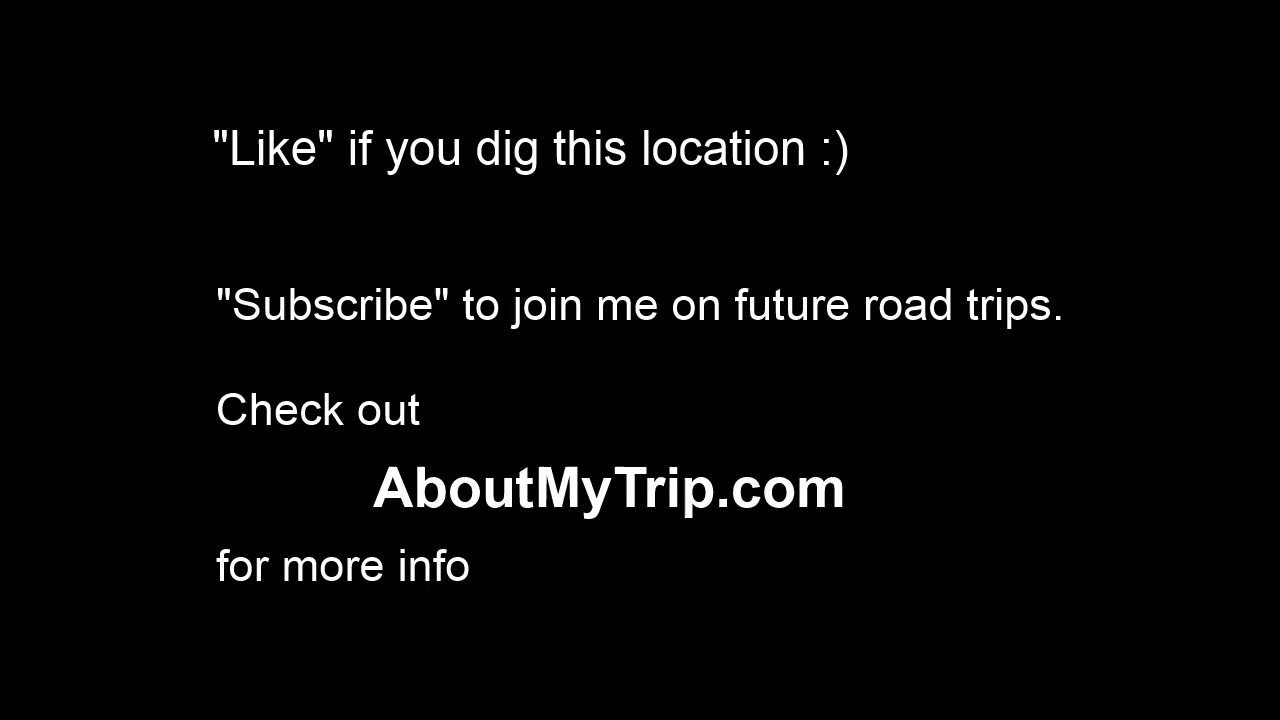 "Like" if you dig this location :)
"Subscribe" to join me on future road trips.
Check out
AboutMyTrip.com
for more info